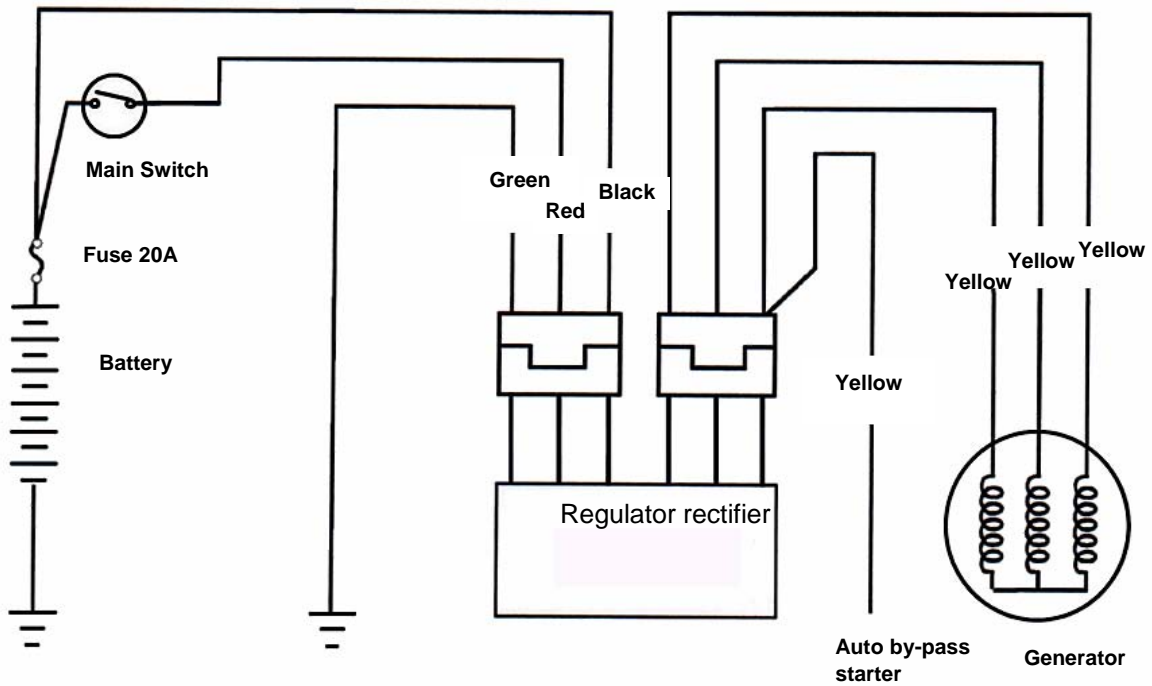 Main Switch
Fuse 20A
Battery
Green
Red
Black
Yellow
Yellow
Yellow
Yellow
Regulator rectifier
Auto by-pass
starter
Generator